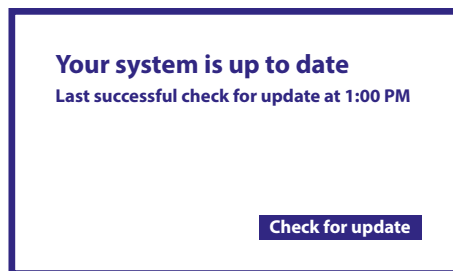 Your system is up to date
Last successful check for update at 1:00 PM
Check for update